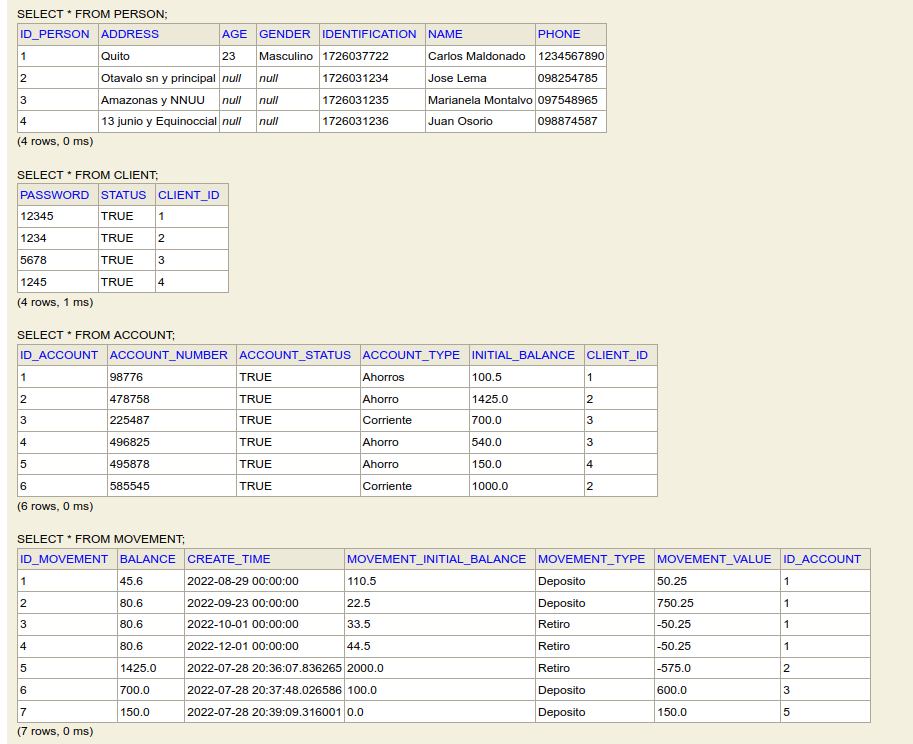 SELECT * FROM PERSON;
ID_PERSON ADDRESS AGE GENDER IDENTIFICATION NAME PHONE
1 Quito 23 Masculino 1726037722 Carlos Maldonado 1234567890
2 Otavalo sn y principal null null 1726031234 Jose Lema 098254785
3 Amazonas y NNUU null null 1726031235 Marianela Montalvo 097548965
4 13 junio y Equinoccial null null 1726031236 Juan Osorio 098874587
(4 rows, 0 ms)
SELECT * FROM CLIENT;
PASSWORD STATUS CLIENT_ID
12345 TRUE 1
1234 TRUE 2
5678 TRUE 3
1245 TRUE 4
(4 rows, 1 ms)
SELECT * FROM ACCOUNT;
ID_ACCOUNT ACCOUNT_NUMBER ACCOUNT_STATUS ACCOUNT_TYPE INITIAL_BALANCE CLIENT_ID
1 98776 TRUE Ahorros 100.5 1
2 478758 TRUE Ahorro 1425.0 2
3 225487 TRUE Corriente 700.0 3
4 496825 TRUE Ahorro 540.0 3
5 495878 TRUE Ahorro 150.0 4
6 585545 TRUE Corriente 1000.0 2
(6 rows, 0 ms)
SELECT * FROM MOVEMENT;
ID_MOVEMENT BALANCE CREATE_TIME MOVEMENT_INITIAL_BALANCE MOVEMENT_TYPE MOVEMENT_VALUE ID_ACCOUNT
1 45.6 2022-08-29 00:00:00 110.5 Deposito 50.25 1
2 80.6 2022-09-23 00:00:00 22.5 Deposito 750.25 1
3 80.6 2022-10-01 00:00:00 33.5 Retiro -50.25 1
4 80.6 2022-12-01 00:00:00 44.5 Retiro -50.25 1
5 1425.0 2022-07-28 20:36:07.836265 2000.0 Retiro -575.0 2
6 700.0 2022-07-28 20:37:48.026586 100.0 Deposito 600.0 3
7 150.0 2022-07-28 20:39:09.316001 0.0 Deposito 150.0 5
(7 rows, 0 ms)